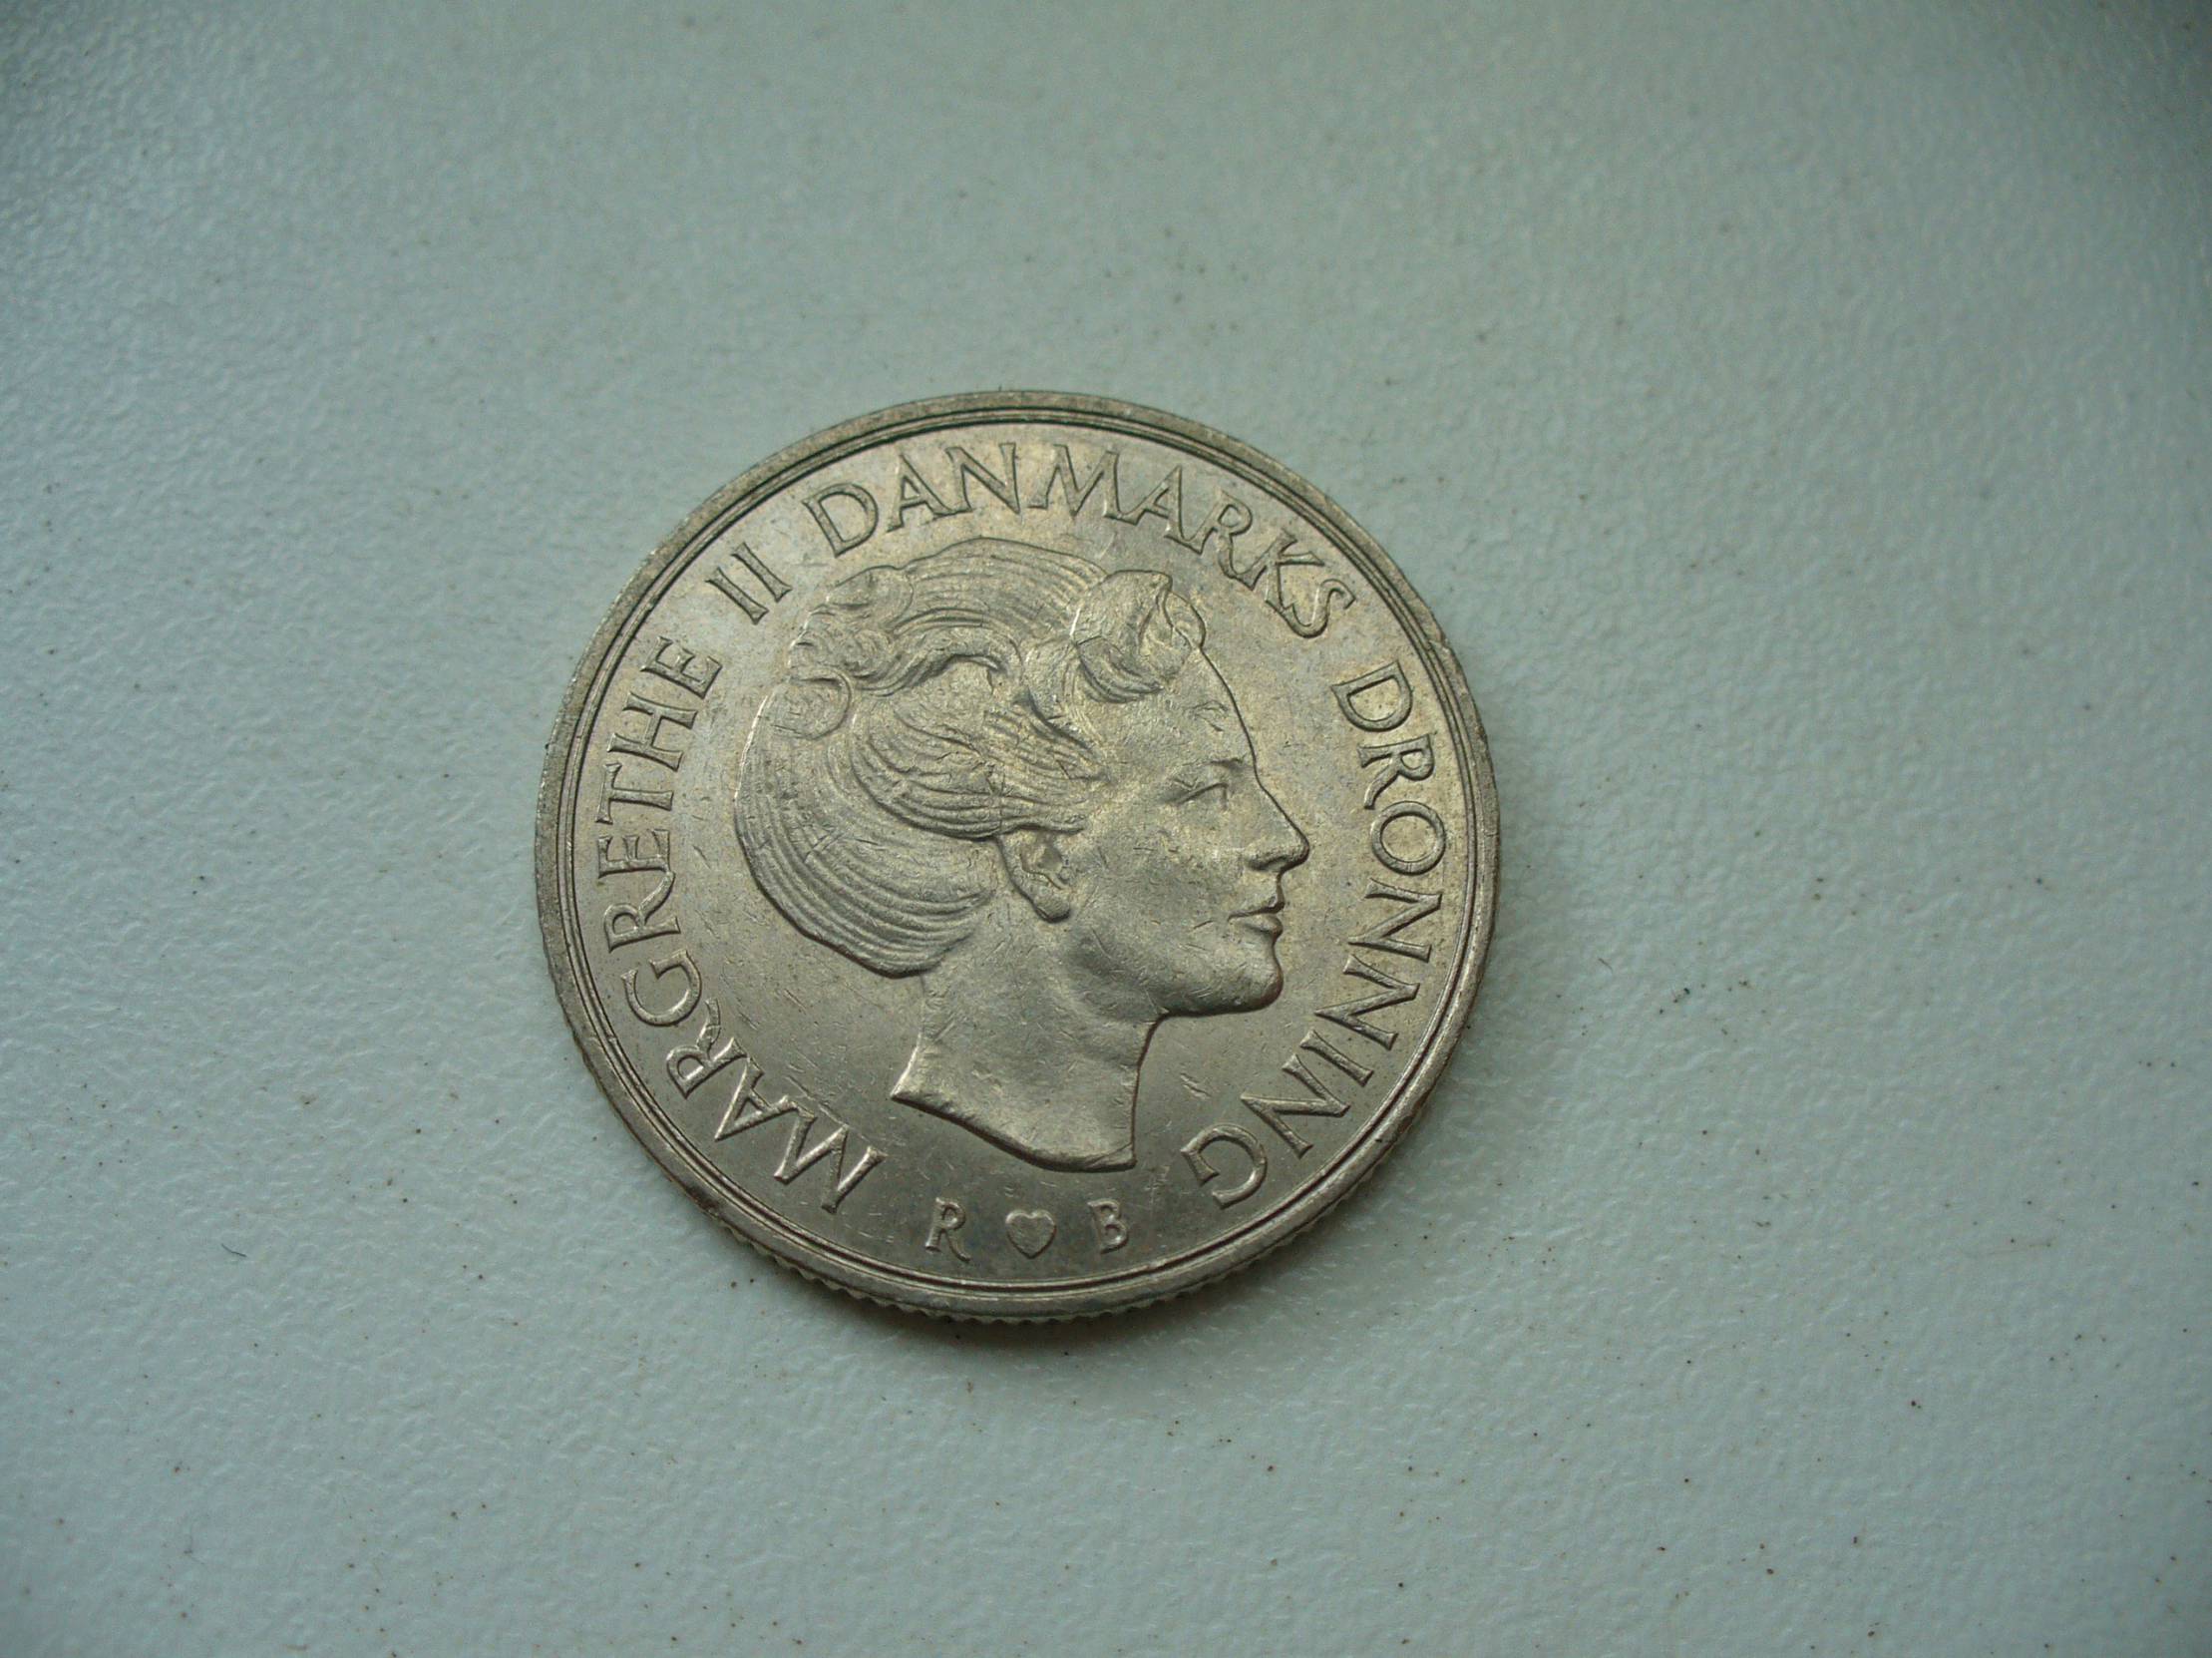 MARGRETHE II DANMARKS DRONNING
R ♥ B